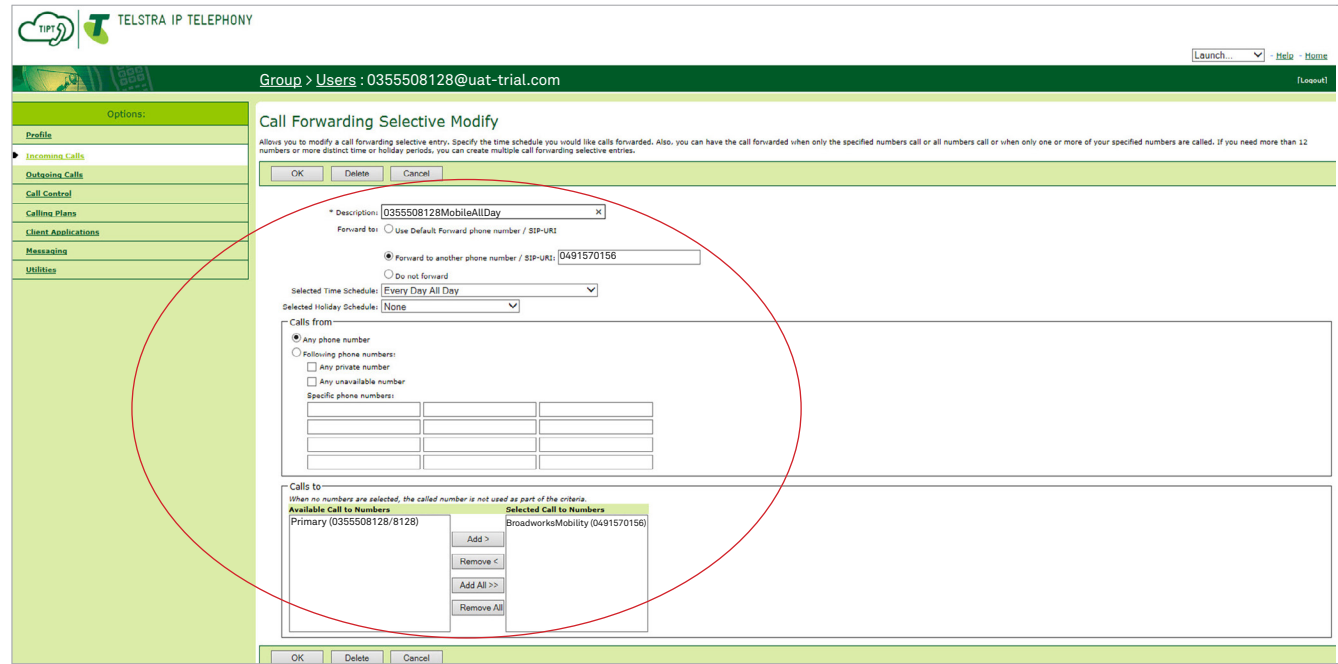 TIPT
TELSTRA IP TELEPHONY
Launch... - Help - Home
Group > Users : 0355508128@uat-trial.com
[Logout]
Options:
Profile
Incoming Calls
Outgoing Calls
Call Control
Calling Plans
Client Applications
Messaging
Utilities
Call Forwarding Selective Modify
Allows you to modify a call forwarding selective entry. Specify the time schedule you would like calls forwarded. Also, you can have the call forwarded when only the specified numbers call or all numbers call or when only one or more of your specified numbers are called. If you need more than 12
numbers or more distinct time or holiday periods, you can create multiple call forwarding selective entries.
OK Delete Cancel
* Description: 0355508128MobileAllDay ×
Forward to: Use Default Forward phone number / SIP-URI
Forward to another phone number / SIP-URI: 0491570156
Do not forward
Selected Time Schedule: Every Day All Day
Selected Holiday Schedule: None
Calls from
Any phone number
Following phone numbers:
Any private number
Any unavailable number
Specific phone numbers:
Calls to
When no numbers are selected, the called number is not used as part of the criteria.
Available Call to Numbers Selected Call to Numbers
Primary (0355508128/8128) BroadworksMobility (0491570156)
Add >
Remove <
Add All >>
Remove All
OK Delete Cancel